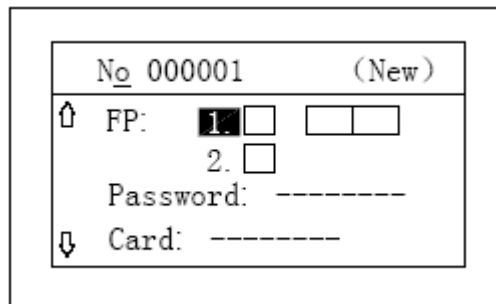 No 000001 (New)
FP: 1.
2.
Password: --------
Card: --------